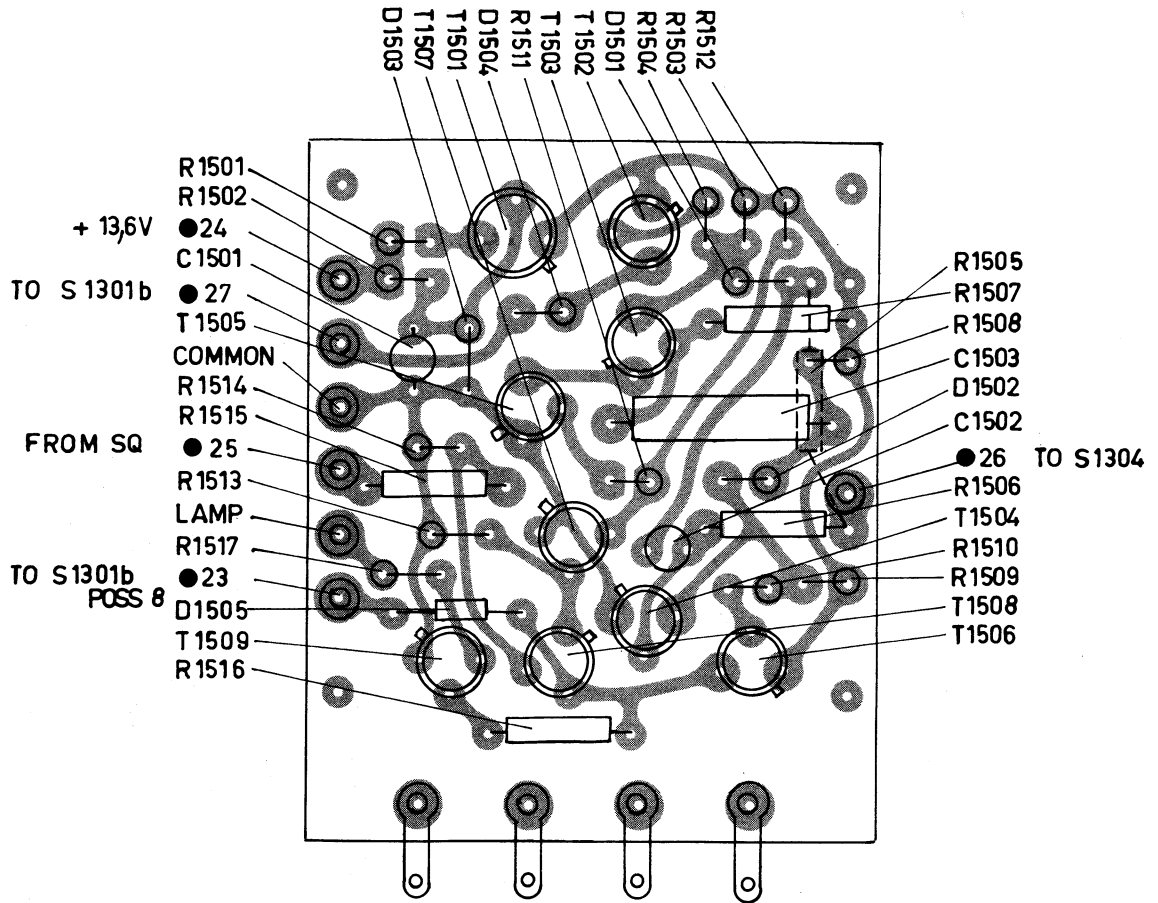 D1503
T1507
T1501
D1504
R1511
T1503
T1502
D1501
R1504
R1503
R1512
R1501
R1502
+ 13,6V ●24
C1501
TO S1301b ●27
T1505
COMMON
R1514
R1515
FROM SQ ●25
R1513
LAMP
R1517
TO S1301b ●23
POSS 8
D1505
T1509
R1516
R1505
R1507
R1508
C1503
D1502
C1502
●26 TO S1304
R1506
T1504
R1510
R1509
T1508
T1506